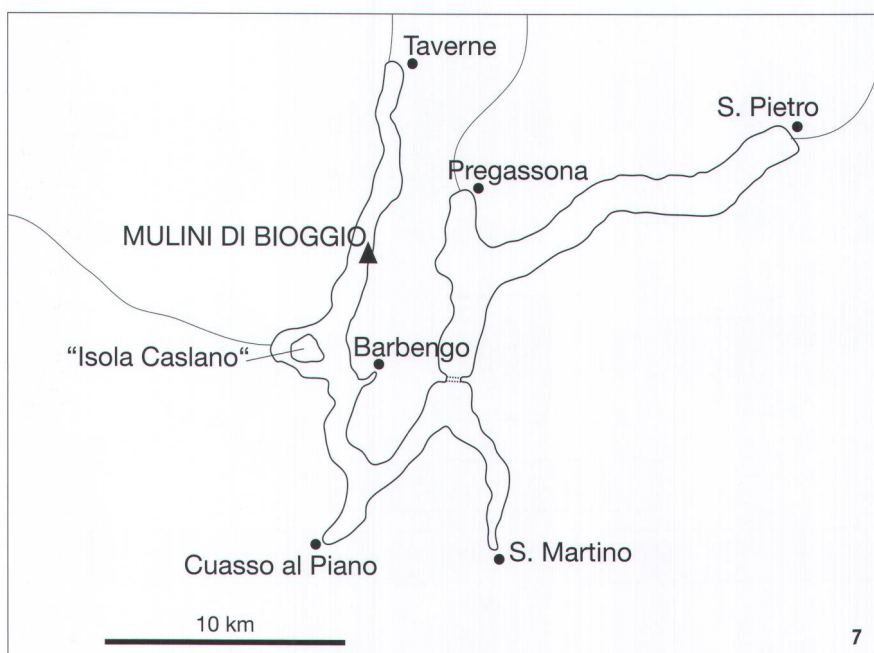 Taverne
S. Pietro
Pregassona
MULINI DI BIOGGIO
"Isola Caslano"
Barbengo
Cuasso al Piano
S. Martino
10 km
7